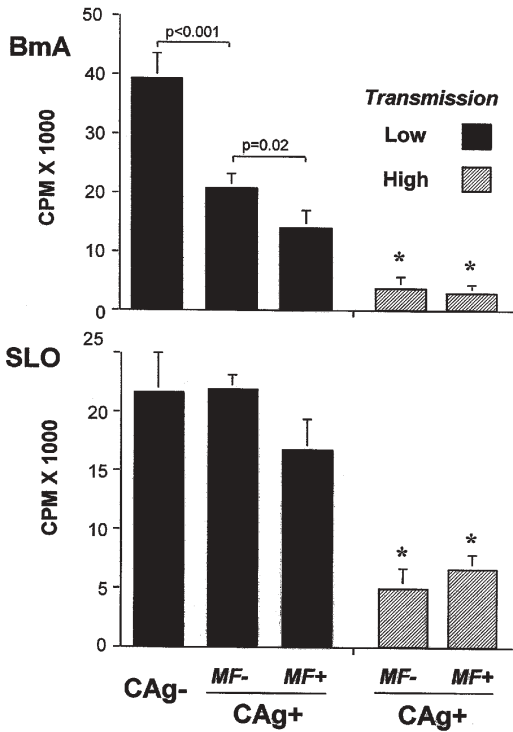 BmA
CPM X 1000
50
40
30
20
10
0
p<0.001
p=0.02
Transmission
Low
High
*
*
SLO
CPM X 1000
25
20
15
10
5
0
*
*
CAg-
MF- MF+
CAg+
MF- MF+
CAg+